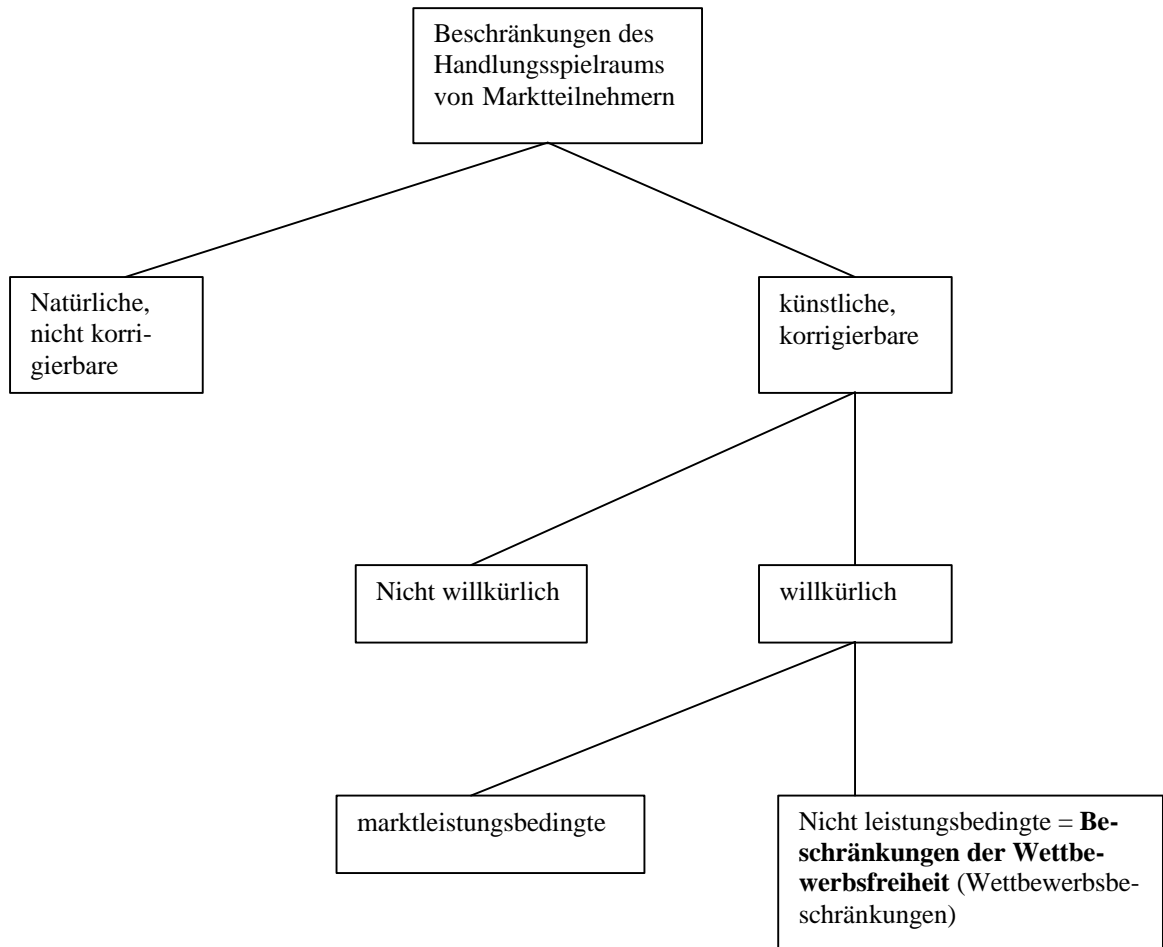 Beschränkungen des
Handlungsspielraums
von Marktteilnehmern
Natürliche,
nicht korri-
gierbare
künstliche,
korrigierbare
Nicht willkürlich
willkürlich
marktleistungsbedingte
Nicht leistungsbedingte = Be-
schränkungen der Wettbe-
werbsfreiheit (Wettbewerbsbe-
schränkungen)